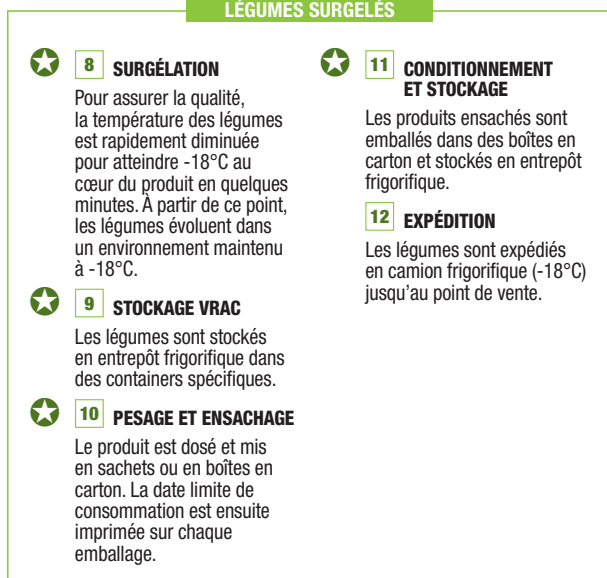 LÉGUMES SURGELÉS
8 SURGÉLATION
Pour assurer la qualité,
la température des légumes
est rapidement diminuée
pour atteindre -18°C au
cœur du produit en quelques
minutes. À partir de ce point,
les légumes évoluent dans
un environnement maintenu
à -18°C.
9 STOCKAGE VRAC
Les légumes sont stockés
en entrepôt frigorifique dans
des containers spécifiques.
10 PESAGE ET ENSACHAGE
Le produit est dosé et mis
en sachets ou en boîtes en
carton. La date limite de
consommation est ensuite
imprimée sur chaque
emballage.
11 CONDITIONNEMENT
ET STOCKAGE
Les produits ensachés sont
emballés dans des boîtes en
carton et stockés en entrepôt
frigorifique.
12 EXPÉDITION
Les légumes sont expédiés
en camion frigorifique (-18°C)
jusqu'au point de vente.